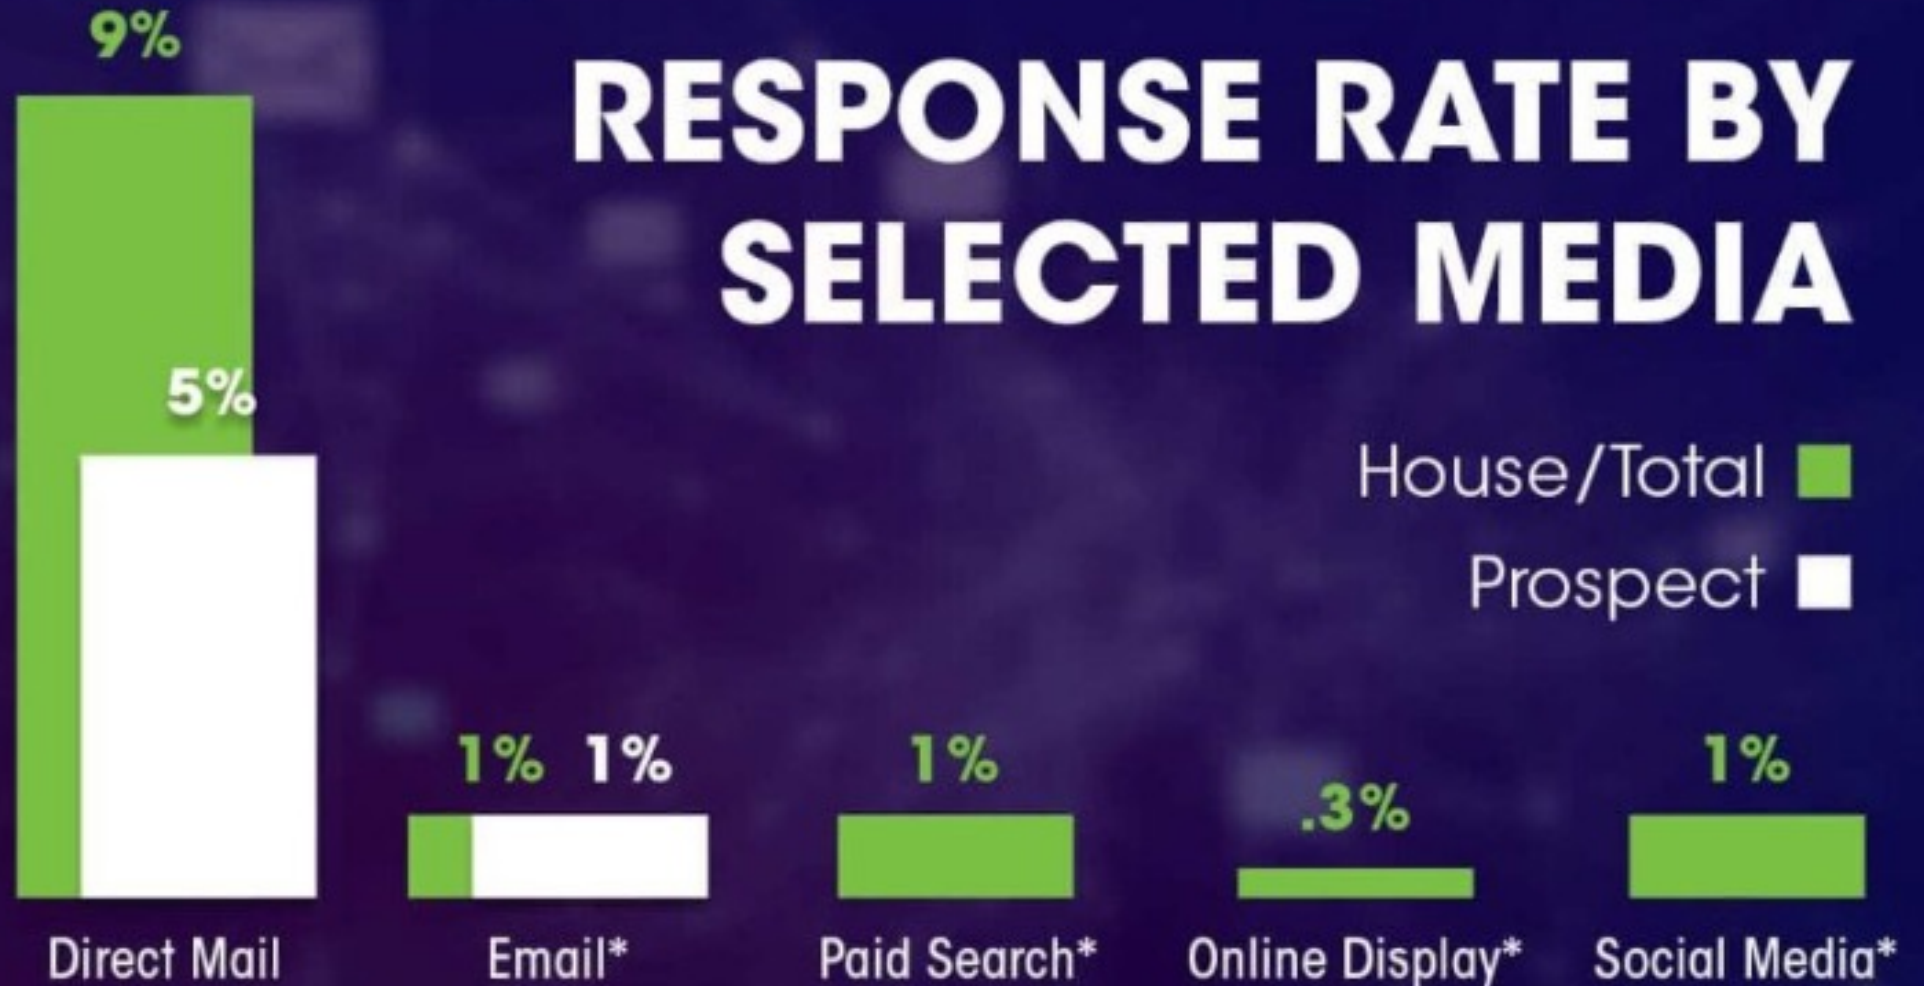 9%
RESPONSE RATE BY
SELECTED MEDIA
5%
House/Total
Prospect
1% 1%
1%
.3%
1%
Direct Mail
Email*
Paid Search*
Online Display*
Social Media*